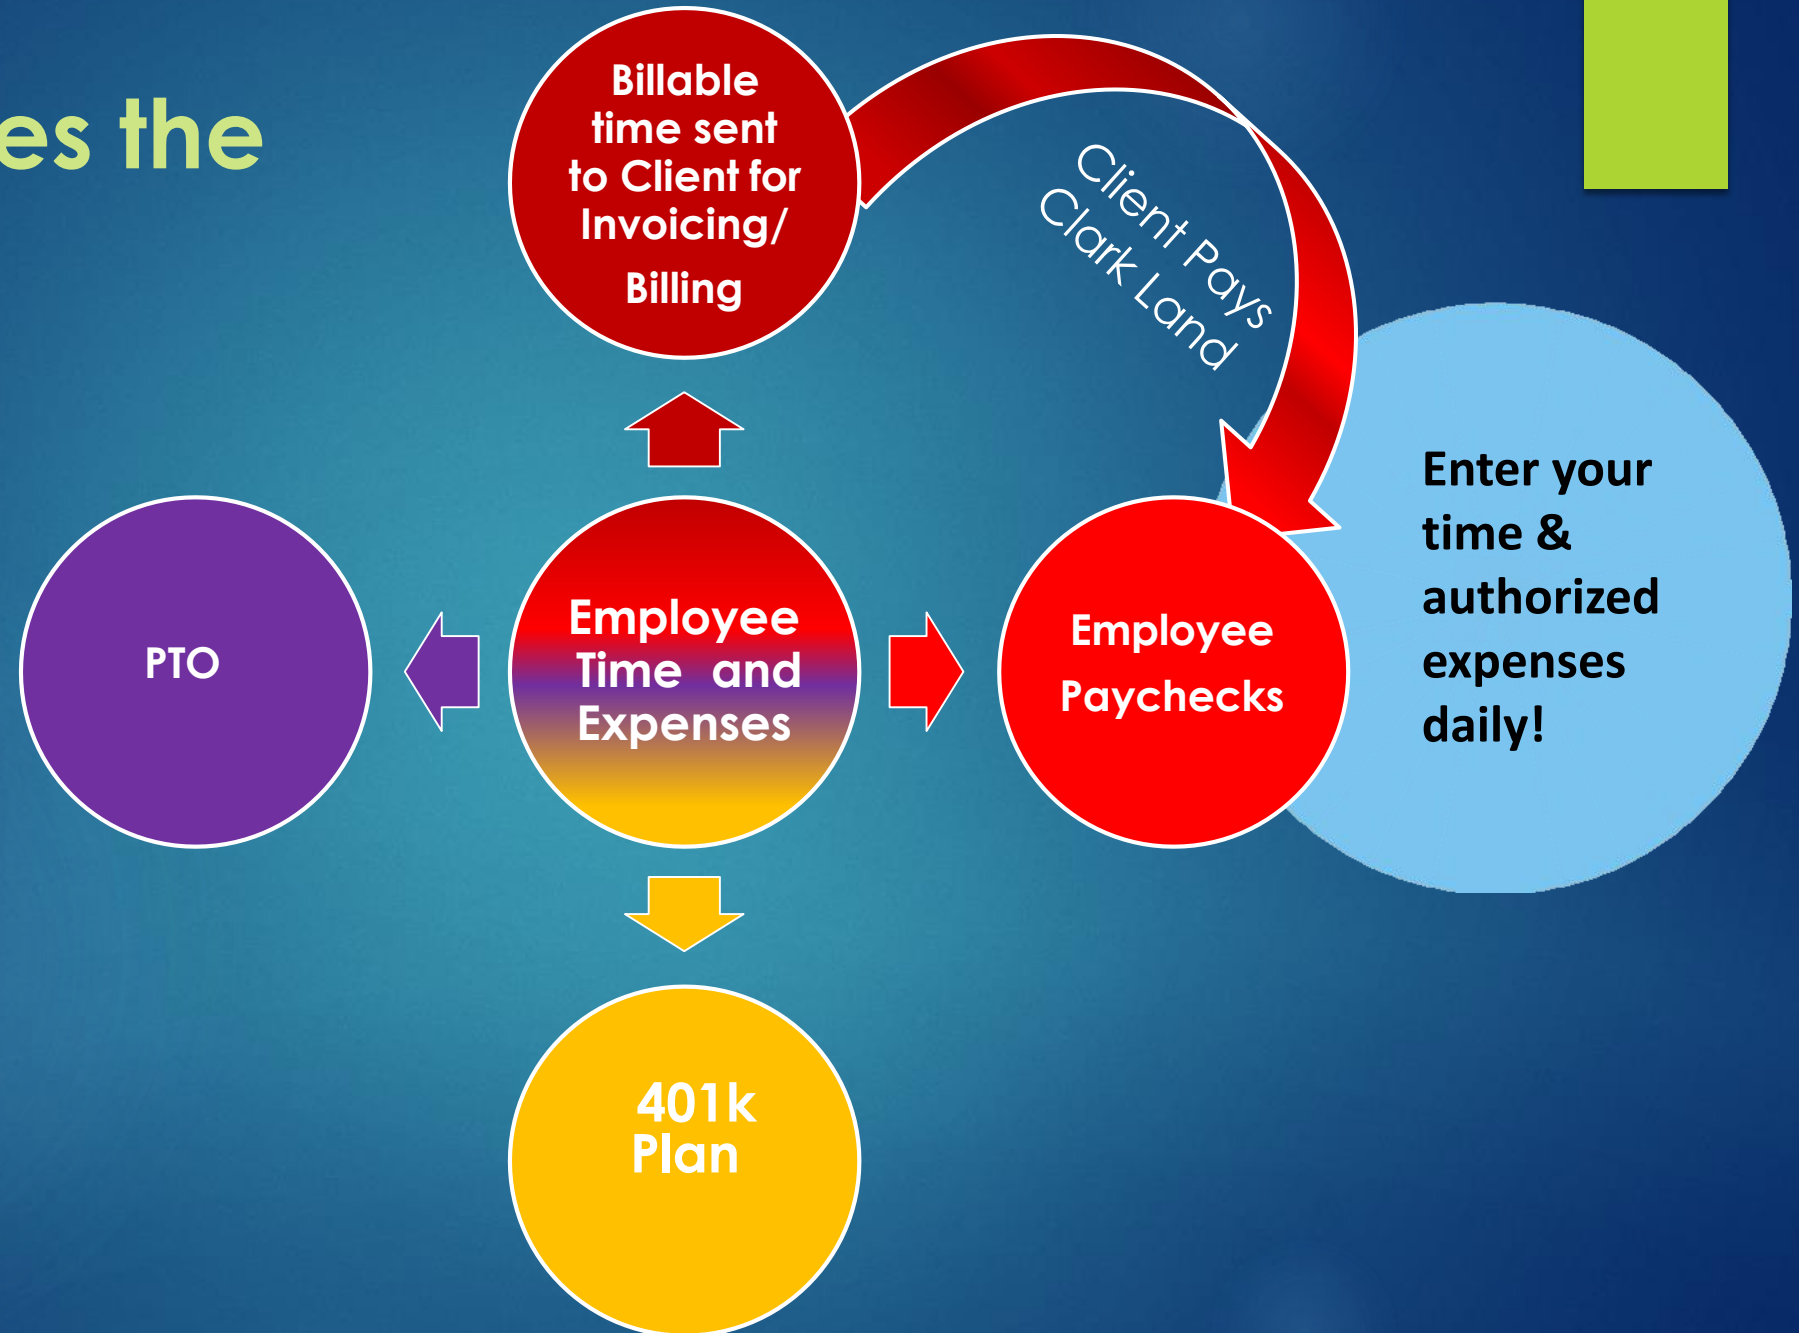 es the
Billable
time sent
to Client for
Invoicing/
Billing
Client Pays
Clark Land
Enter your
time &
authorized
expenses
daily!
PTO
Employee
Time and
Expenses
Employee
Paychecks
401k
Plan